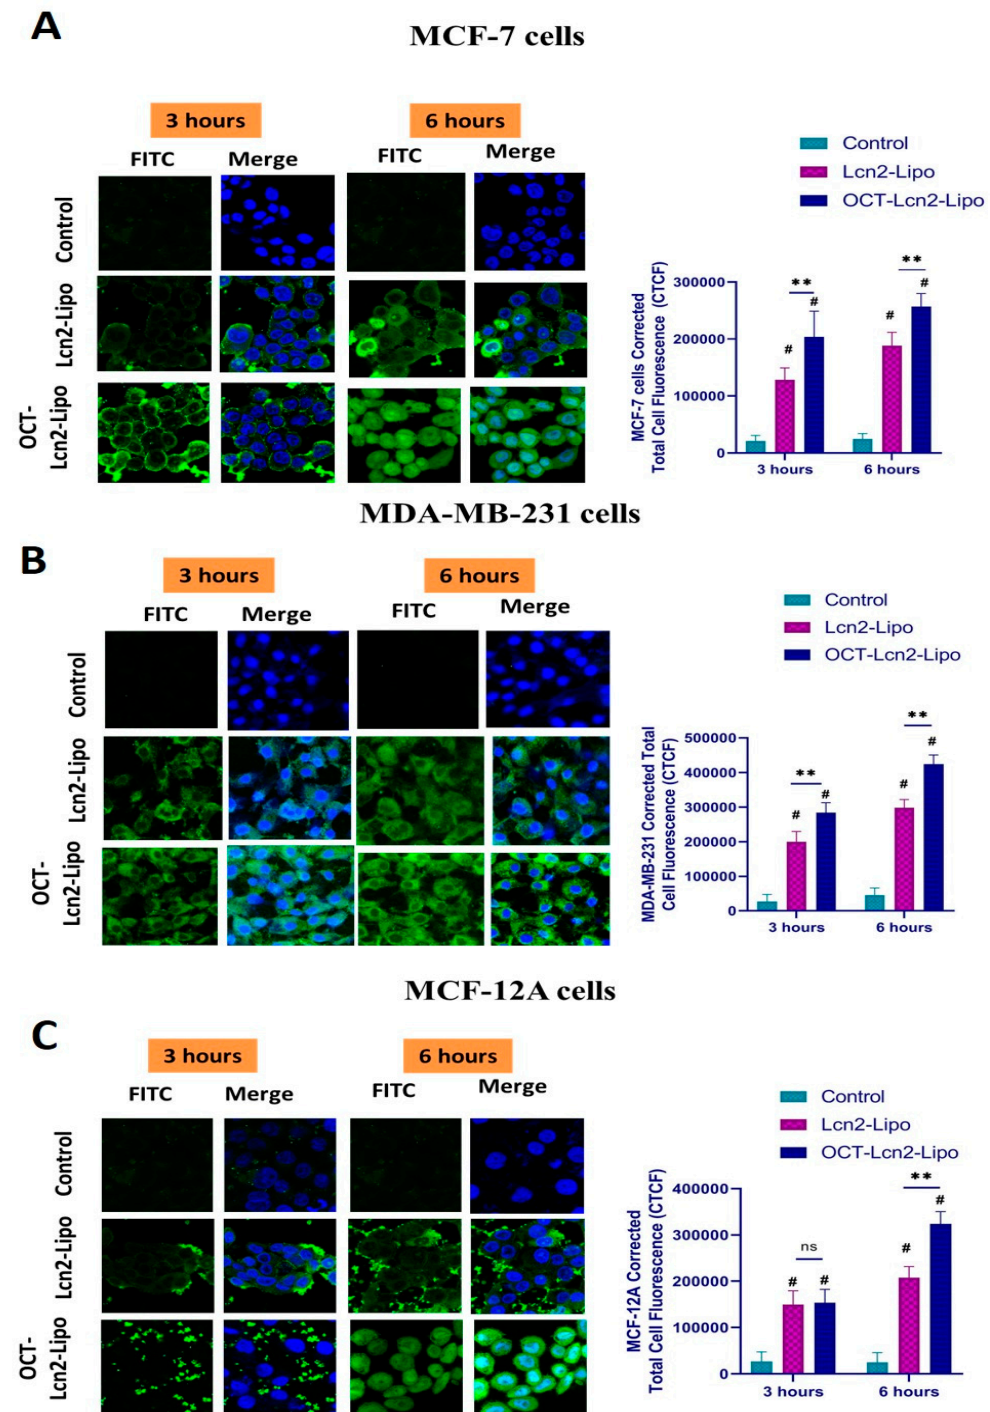 A
MCF-7 cells
3 hours
6 hours
FITC
Merge
FITC
Merge
Control
Lcn2-Lipo
OCT-
Lcn2-Lipo
Control
Lcn2-Lipo
OCT-Lcn2-Lipo
MCF-7 cells Corrected
Total Cell Fluorescence (CTCF)
300000
200000
100000
0
**
#
#
**
#
#
3 hours
6 hours
MDA-MB-231 cells
B
3 hours
6 hours
FITC
Merge
FITC
Merge
Control
Lcn2-Lipo
OCT-
Lcn2-Lipo
Control
Lcn2-Lipo
OCT-Lcn2-Lipo
MDA-MB-231 Corrected Total
Cell Fluorescence (CTCF)
500000
400000
300000
200000
100000
0
**
#
#
**
#
#
3 hours
6 hours
MCF-12A cells
C
3 hours
6 hours
FITC
Merge
FITC
Merge
Control
Lcn2-Lipo
OCT-
Lcn2-Lipo
Control
Lcn2-Lipo
OCT-Lcn2-Lipo
MCF-12A Corrected
Total Cell Fluorescence (CTCF)
400000
300000
200000
100000
0
ns
#
#
**
#
#
3 hours
6 hours